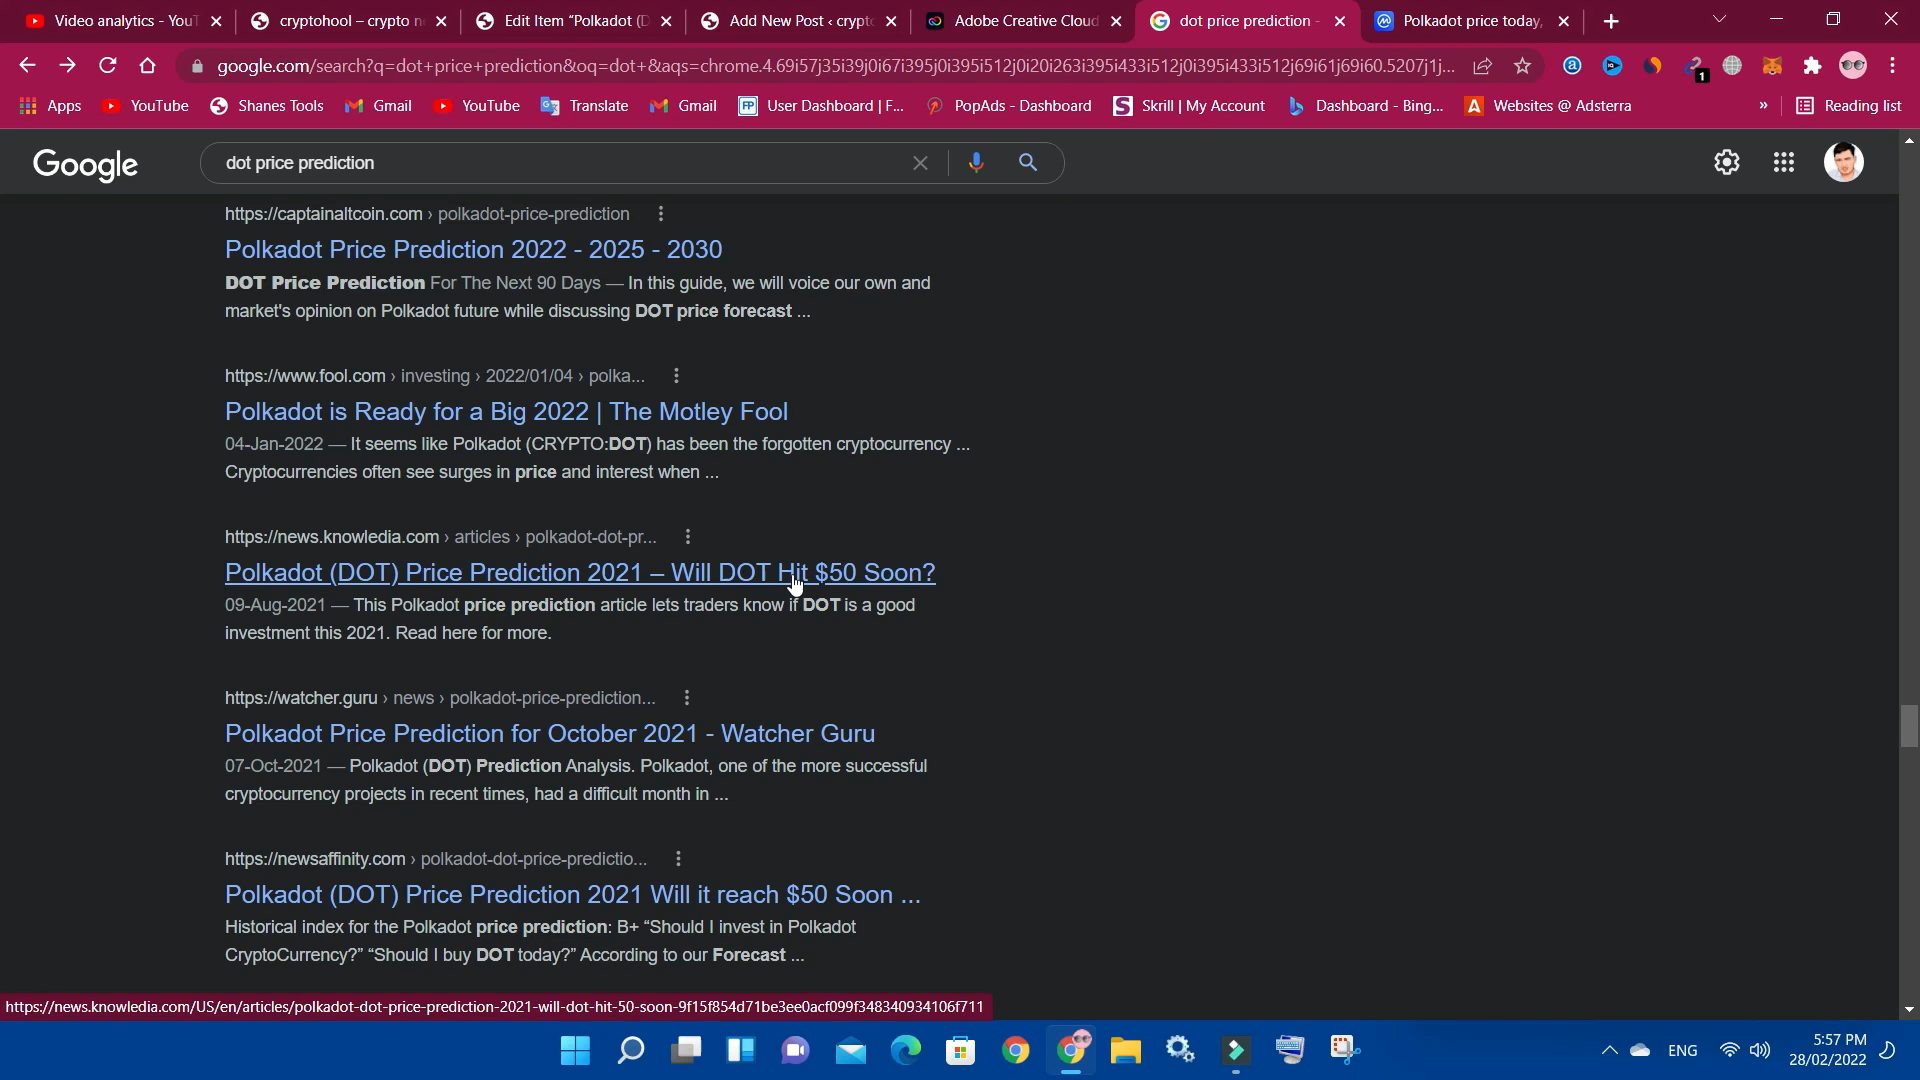 Video analytics - YouT
cryptohool – crypto n
Edit Item “Polkadot (D
Add New Post ‹ crypt
Adobe Creative Cloud
dot price prediction -
Polkadot price today,
google.com/search?q=dot+price+prediction&oq=dot+&aqs=chrome.4.69i57j35i39j0i67i395j0i395i512j0i20i263i395i433i512j0i395i433i512j69i61j69i60.5207j1j...
1
Apps
YouTube
Shanes Tools
Gmail
YouTube
Translate
Gmail
User Dashboard | F...
PopAds - Dashboard
Skrill | My Account
Dashboard - Bing...
Websites @ Adsterra
»
Reading list
Google
dot price prediction
https://captainaltcoin.com › polkadot-price-prediction
Polkadot Price Prediction 2022 - 2025 - 2030
DOT Price Prediction For The Next 90 Days — In this guide, we will voice our own and
market's opinion on Polkadot future while discussing DOT price forecast ...
https://www.fool.com › investing › 2022/01/04 › polka...
Polkadot is Ready for a Big 2022 | The Motley Fool
04-Jan-2022 — It seems like Polkadot (CRYPTO:DOT) has been the forgotten cryptocurrency ...
Cryptocurrencies often see surges in price and interest when ...
https://news.knowledia.com › articles › polkadot-dot-pr...
Polkadot (DOT) Price Prediction 2021 – Will DOT Hit $50 Soon?
09-Aug-2021 — This Polkadot price prediction article lets traders know if DOT is a good
investment this 2021. Read here for more.
https://watcher.guru › news › polkadot-price-prediction...
Polkadot Price Prediction for October 2021 - Watcher Guru
07-Oct-2021 — Polkadot (DOT) Prediction Analysis. Polkadot, one of the more successful
cryptocurrency projects in recent times, had a difficult month in ...
https://newsaffinity.com › polkadot-dot-price-predictio...
Polkadot (DOT) Price Prediction 2021 Will it reach $50 Soon ...
Historical index for the Polkadot price prediction: B+ “Should I invest in Polkadot
CryptoCurrency?” “Should I buy DOT today?” According to our Forecast ...
https://news.knowledia.com/US/en/articles/polkadot-dot-price-prediction-2021-will-dot-hit-50-soon-9f15f854d71be3ee0acf099f348340934106f711
ENG
5:57 PM
28/02/2022